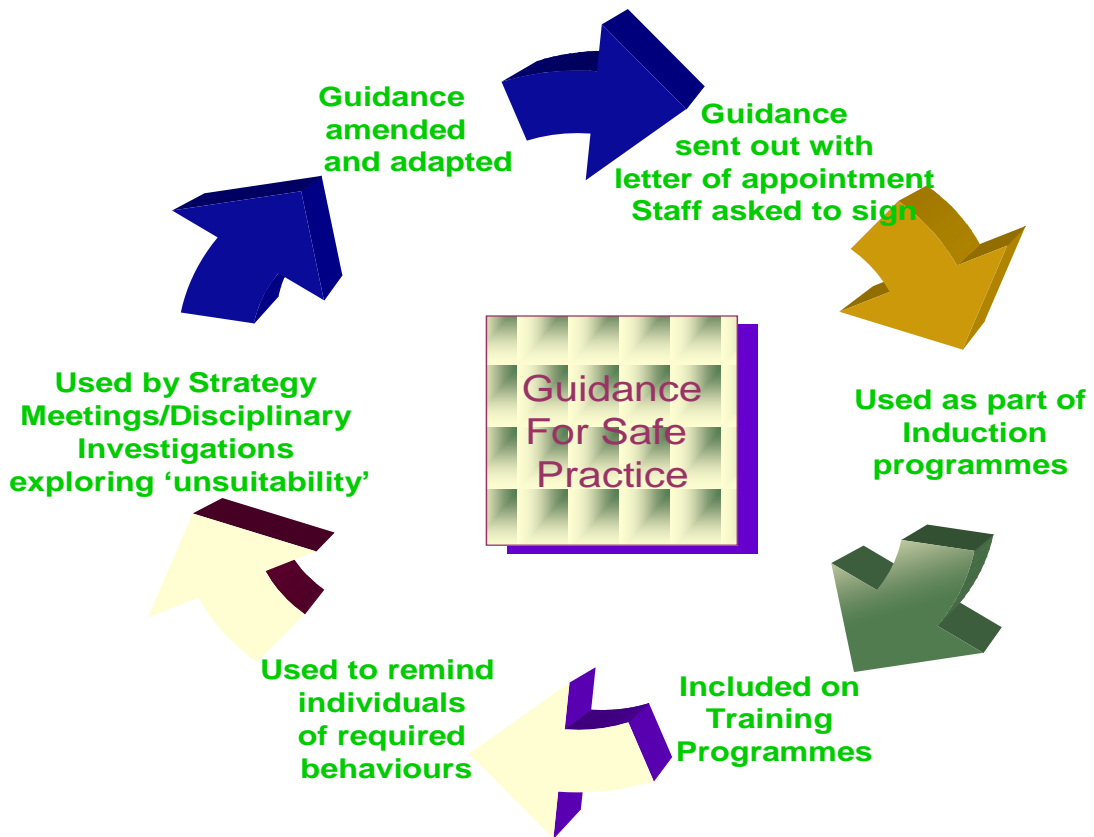 Guidance
amended
and adapted
Guidance
sent out with
letter of appointment
Staff asked to sign
Used as part of
Induction
programmes
Included on
Training
Programmes
Used to remind
individuals
of required
behaviours
Used by Strategy
Meetings/Disciplinary
Investigations
exploring ‘unsuitability’
Guidance
For Safe
Practice